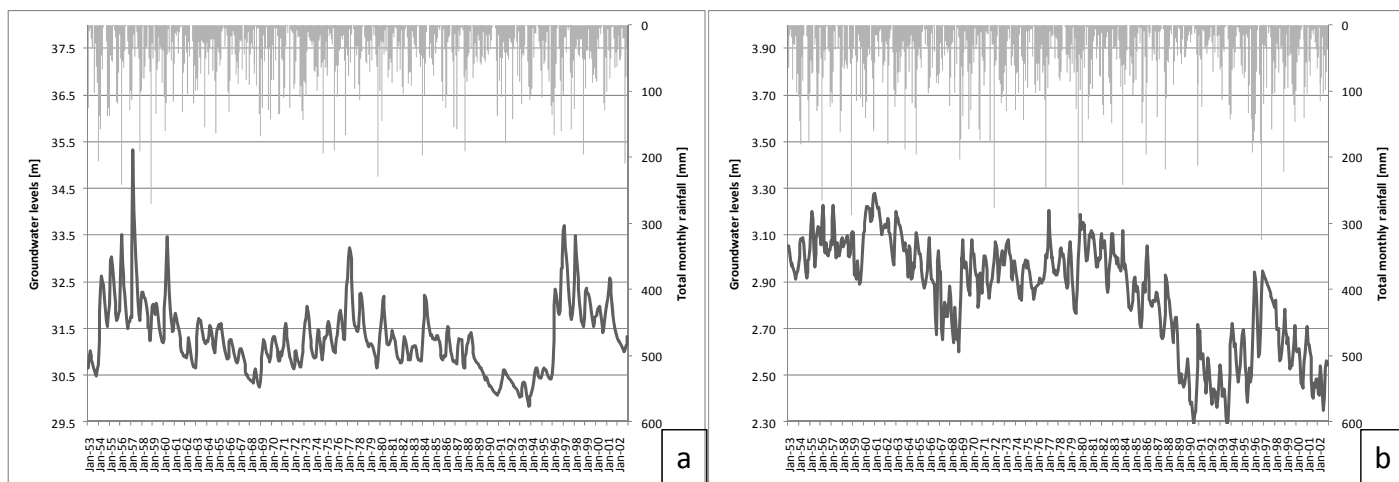 37.5
36.5
35.5
34.5
33.5
32.5
31.5
30.5
29.5
Groundwater levels [m]
0
100
200
300
400
500
600
Total monthly rainfall [mm]
Jan-53
Jan-54
Jan-55
Jan-56
Jan-57
Jan-58
Jan-59
Jan-60
Jan-61
Jan-62
Jan-63
Jan-64
Jan-65
Jan-66
Jan-67
Jan-68
Jan-69
Jan-70
Jan-71
Jan-72
Jan-73
Jan-74
Jan-75
Jan-76
Jan-77
Jan-78
Jan-79
Jan-80
Jan-81
Jan-82
Jan-83
Jan-84
Jan-85
Jan-86
Jan-87
Jan-88
Jan-89
Jan-90
Jan-91
Jan-92
Jan-93
Jan-94
Jan-95
Jan-96
Jan-97
Jan-98
Jan-99
Jan-00
Jan-01
Jan-02
a
3.90
3.70
3.50
3.30
3.10
2.90
2.70
2.50
2.30
Groundwater levels [m]
0
100
200
300
400
500
600
Total monthly rainfall [mm]
Jan-53
Jan-54
Jan-55
Jan-56
Jan-57
Jan-58
Jan-59
Jan-60
Jan-61
Jan-62
Jan-63
Jan-64
Jan-65
Jan-66
Jan-67
Jan-68
Jan-69
Jan-70
Jan-71
Jan-72
Jan-73
Jan-74
Jan-75
Jan-76
Jan-77
Jan-78
Jan-79
Jan-80
Jan-81
Jan-82
Jan-83
Jan-84
Jan-85
Jan-86
Jan-87
Jan-88
Jan-89
Jan-90
Jan-91
Jan-92
Jan-93
Jan-94
Jan-95
Jan-96
Jan-97
Jan-98
Jan-99
Jan-00
Jan-01
Jan-02
b